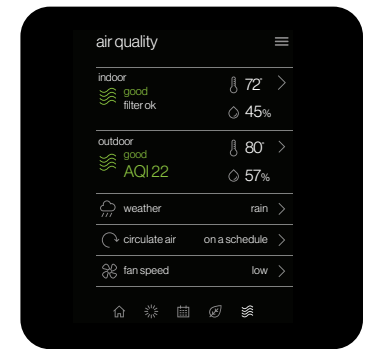 air quality
indoor
good
filter ok
72°
45%
outdoor
good
AQI 22
80°
57%
weather rain
circulate air on a schedule
fan speed low